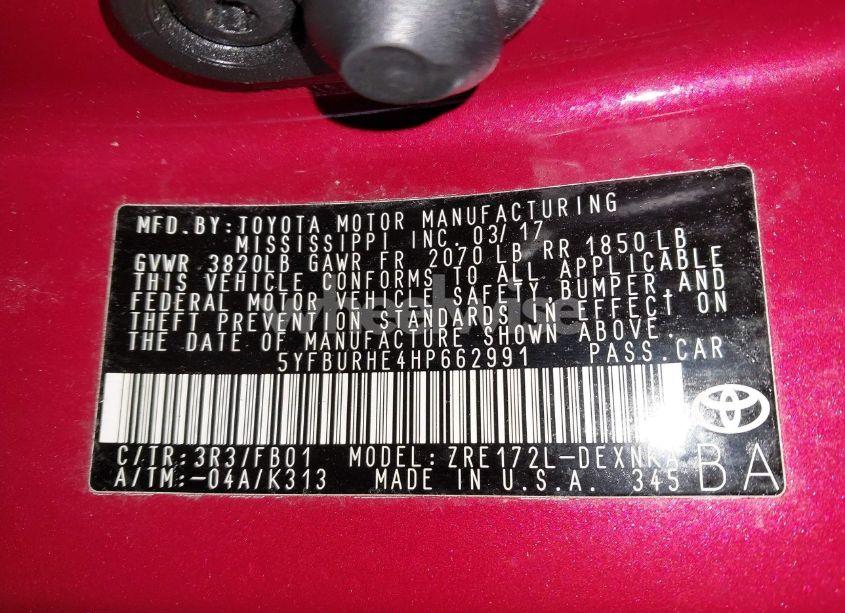 MFD. BY: TOYOTA MOTOR MANUFACTURING
MISSISSIPPI INC. 03/17
GVWR 3820LB GAWR FR 2070 LB RR 1850 LB
THIS VEHICLE CONFORMS TO ALL APPLICABLE
FEDERAL MOTOR VEHICLE SAFETY, BUMPER, AND
THEFT PREVENTION STANDARDS IN EFFECT ON
THE DATE OF MANUFACTURE SHOWN ABOVE.
5YFBURHE4HP662991 PASS. CAR
C/TR: 3R3/FB01 MODEL: ZRE172L-DEXNKA
A/TM: -04A/K313 MADE IN U.S.A. 345
BA